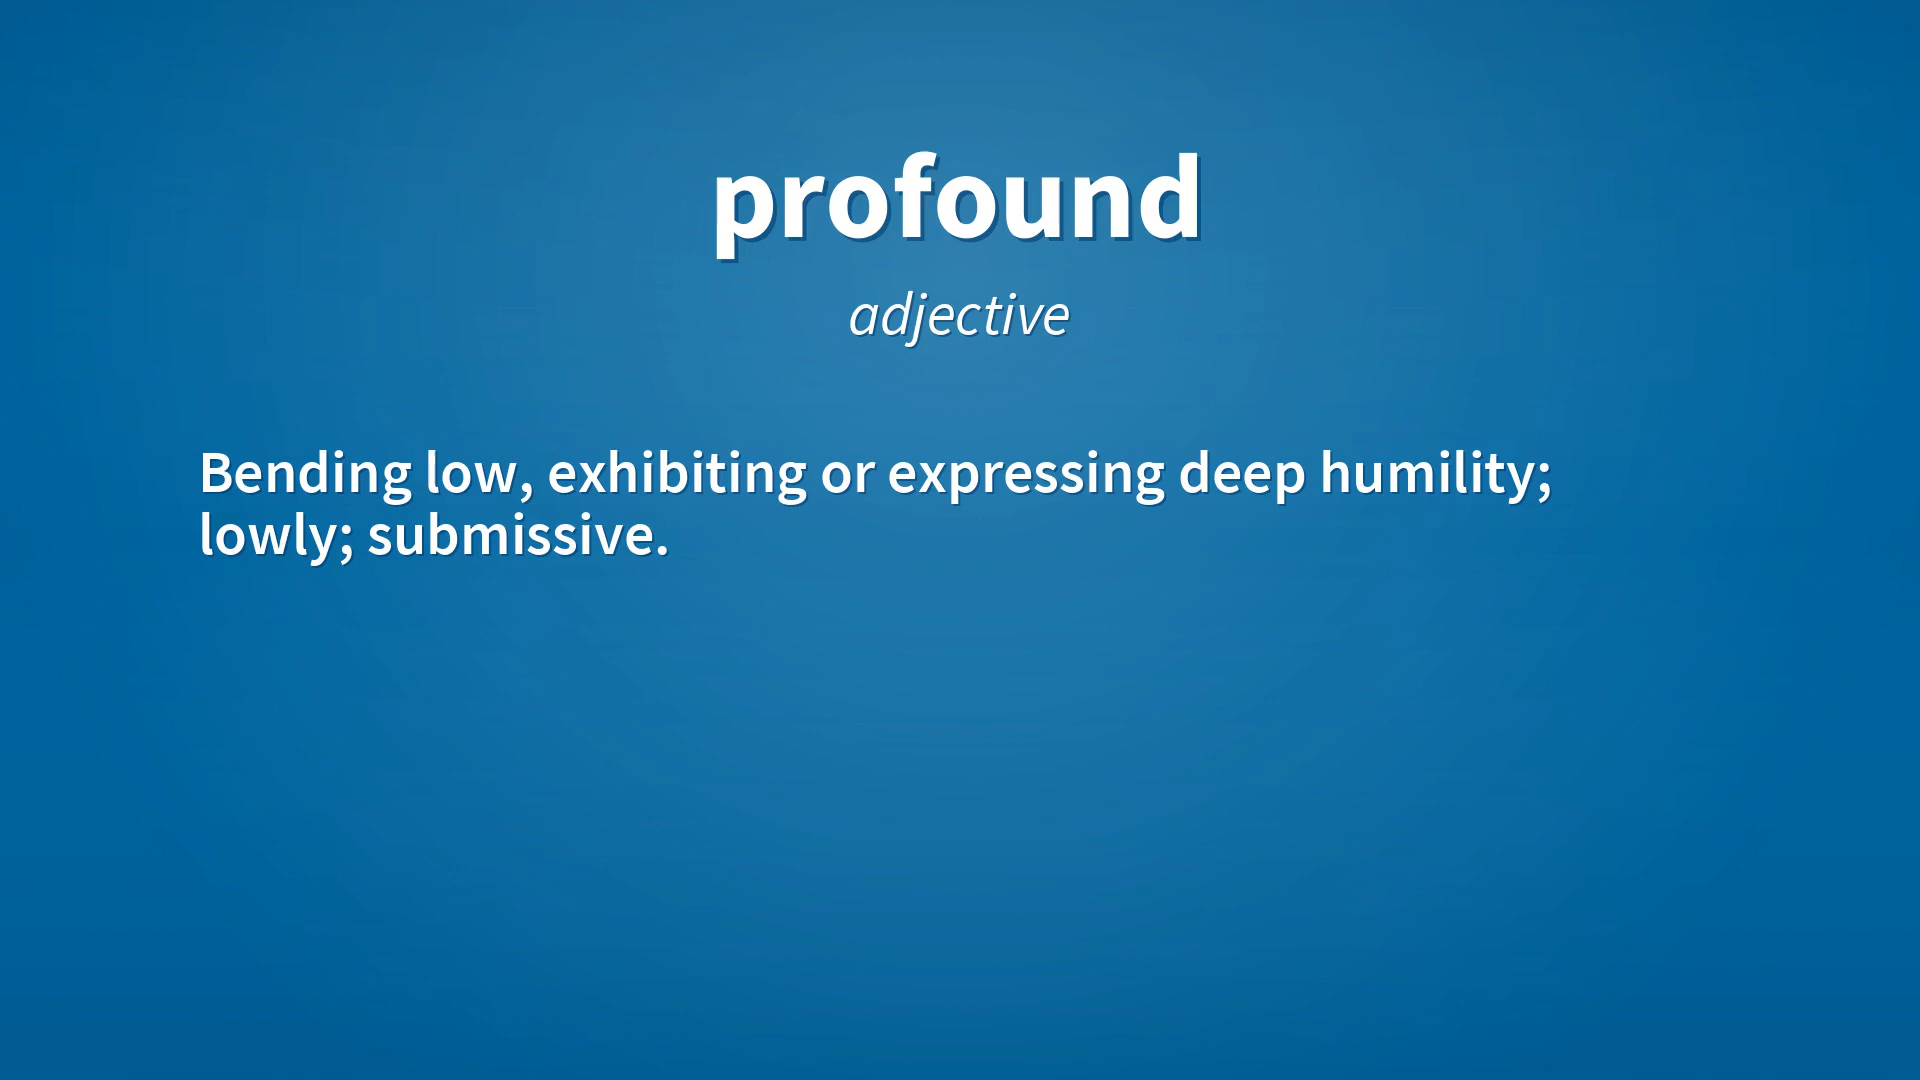 profound
adjective
Bending low, exhibiting or expressing deep humility;
lowly; submissive.